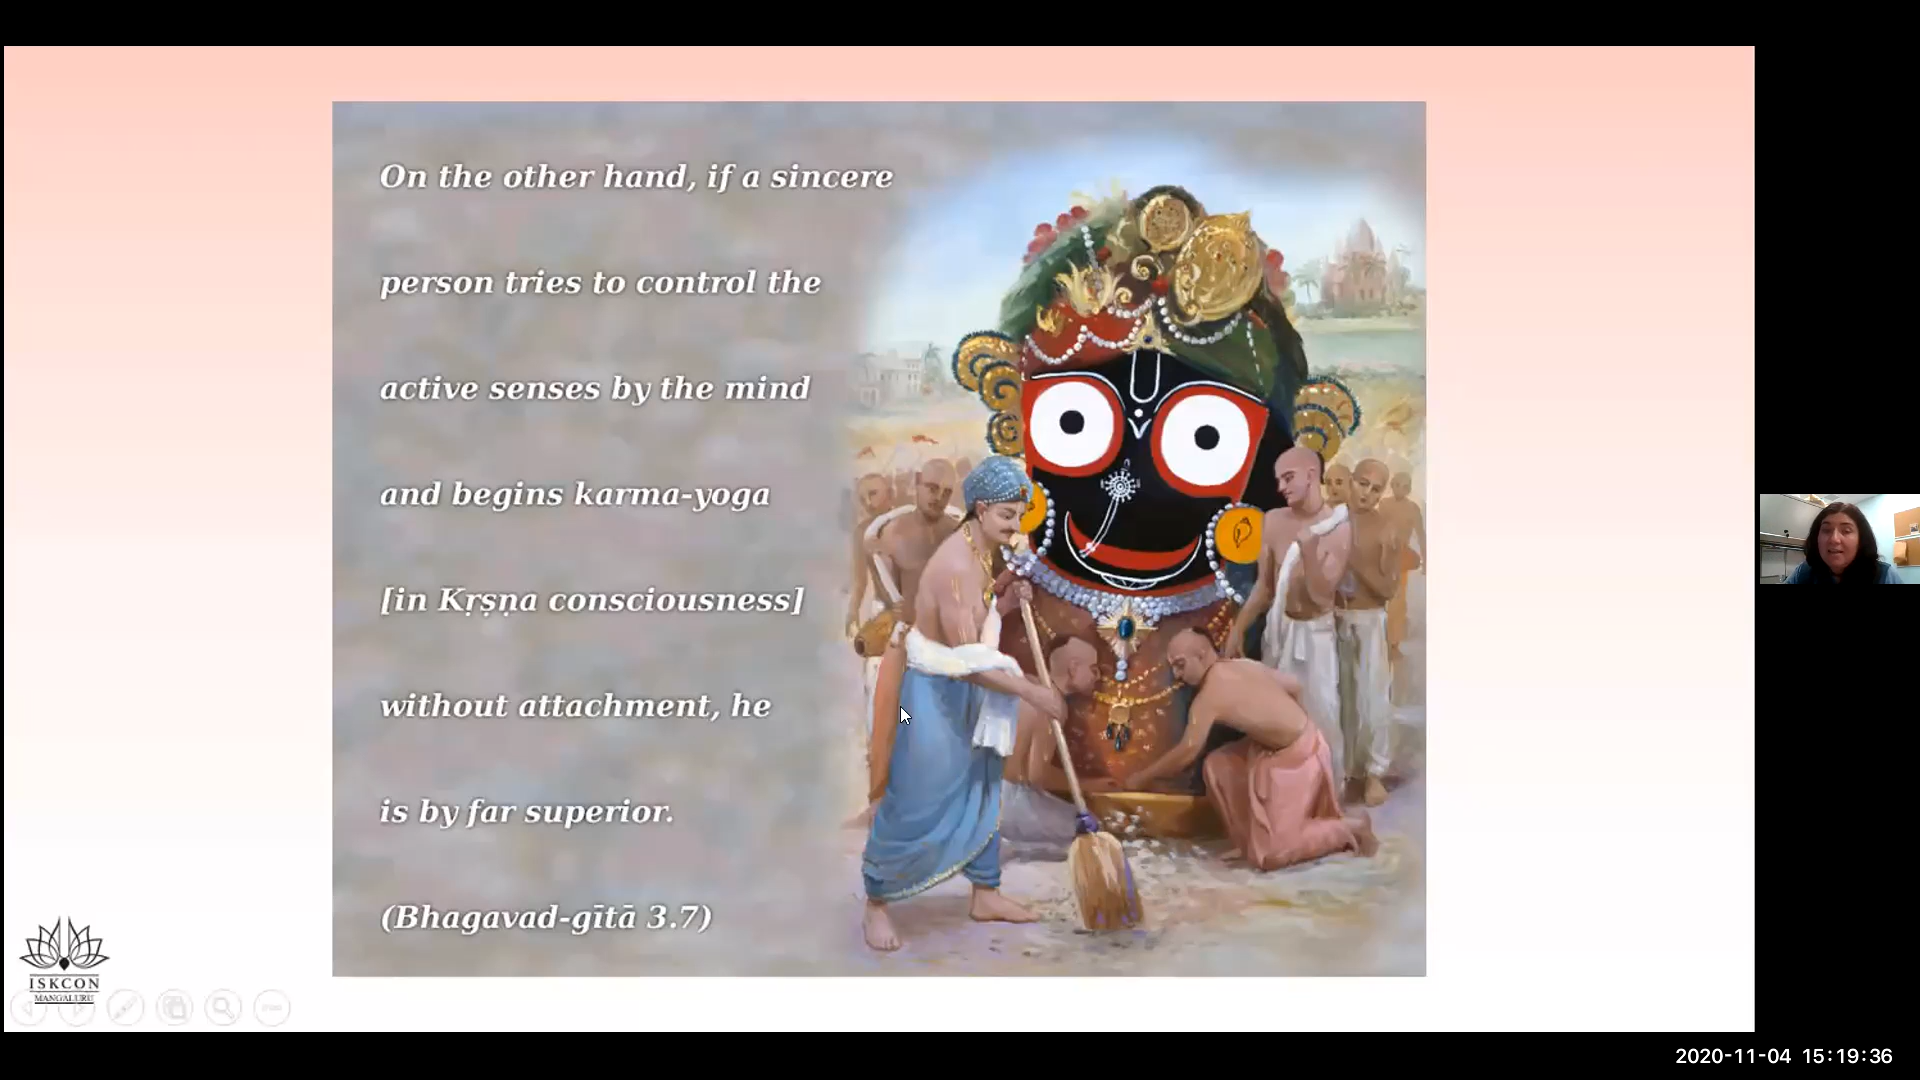 On the other hand, if a sincere
person tries to control the
active senses by the mind
and begins karma-yoga
[in Kṛṣṇa consciousness]
without attachment, he
is by far superior.
(Bhagavad-gītā 3.7)
ISKCON
MANGALURU
2020-11-04 15:19:36